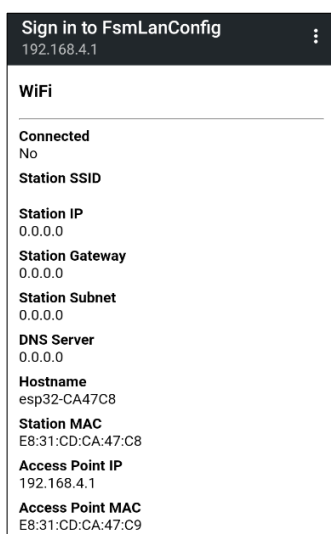 Sign in to FsmLanConfig
192.168.4.1
WiFi
Connected
No
Station SSID
Station IP
0.0.0.0
Station Gateway
0.0.0.0
Station Subnet
0.0.0.0
DNS Server
0.0.0.0
Hostname
esp32-CA47C8
Station MAC
E8:31:CD:CA:47:C8
Access Point IP
192.168.4.1
Access Point MAC
E8:31:CD:CA:47:C9